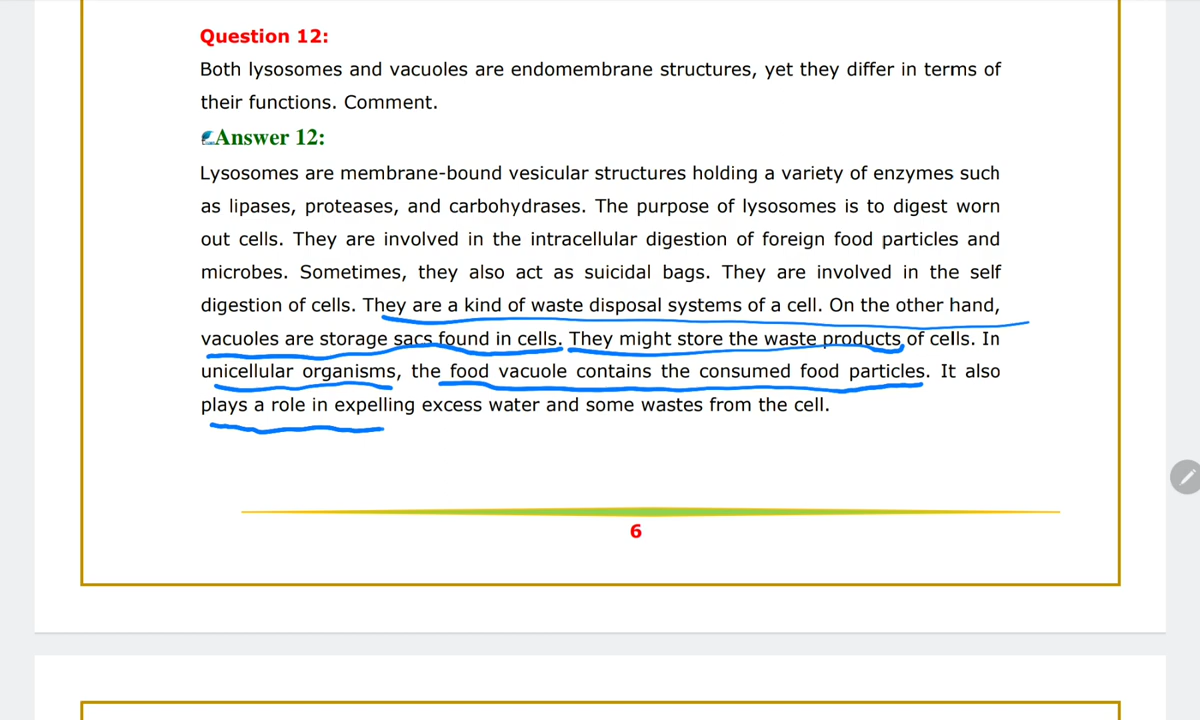 Question 12:
Both lysosomes and vacuoles are endomembrane structures, yet they differ in terms of
their functions. Comment.
Answer 12:
Lysosomes are membrane-bound vesicular structures holding a variety of enzymes such
as lipases, proteases, and carbohydrases. The purpose of lysosomes is to digest worn
out cells. They are involved in the intracellular digestion of foreign food particles and
microbes. Sometimes, they also act as suicidal bags. They are involved in the self
digestion of cells. They are a kind of waste disposal systems of a cell. On the other hand,
vacuoles are storage sacs found in cells. They might store the waste products of cells. In
unicellular organisms, the food vacuole contains the consumed food particles. It also
plays a role in expelling excess water and some wastes from the cell.
6